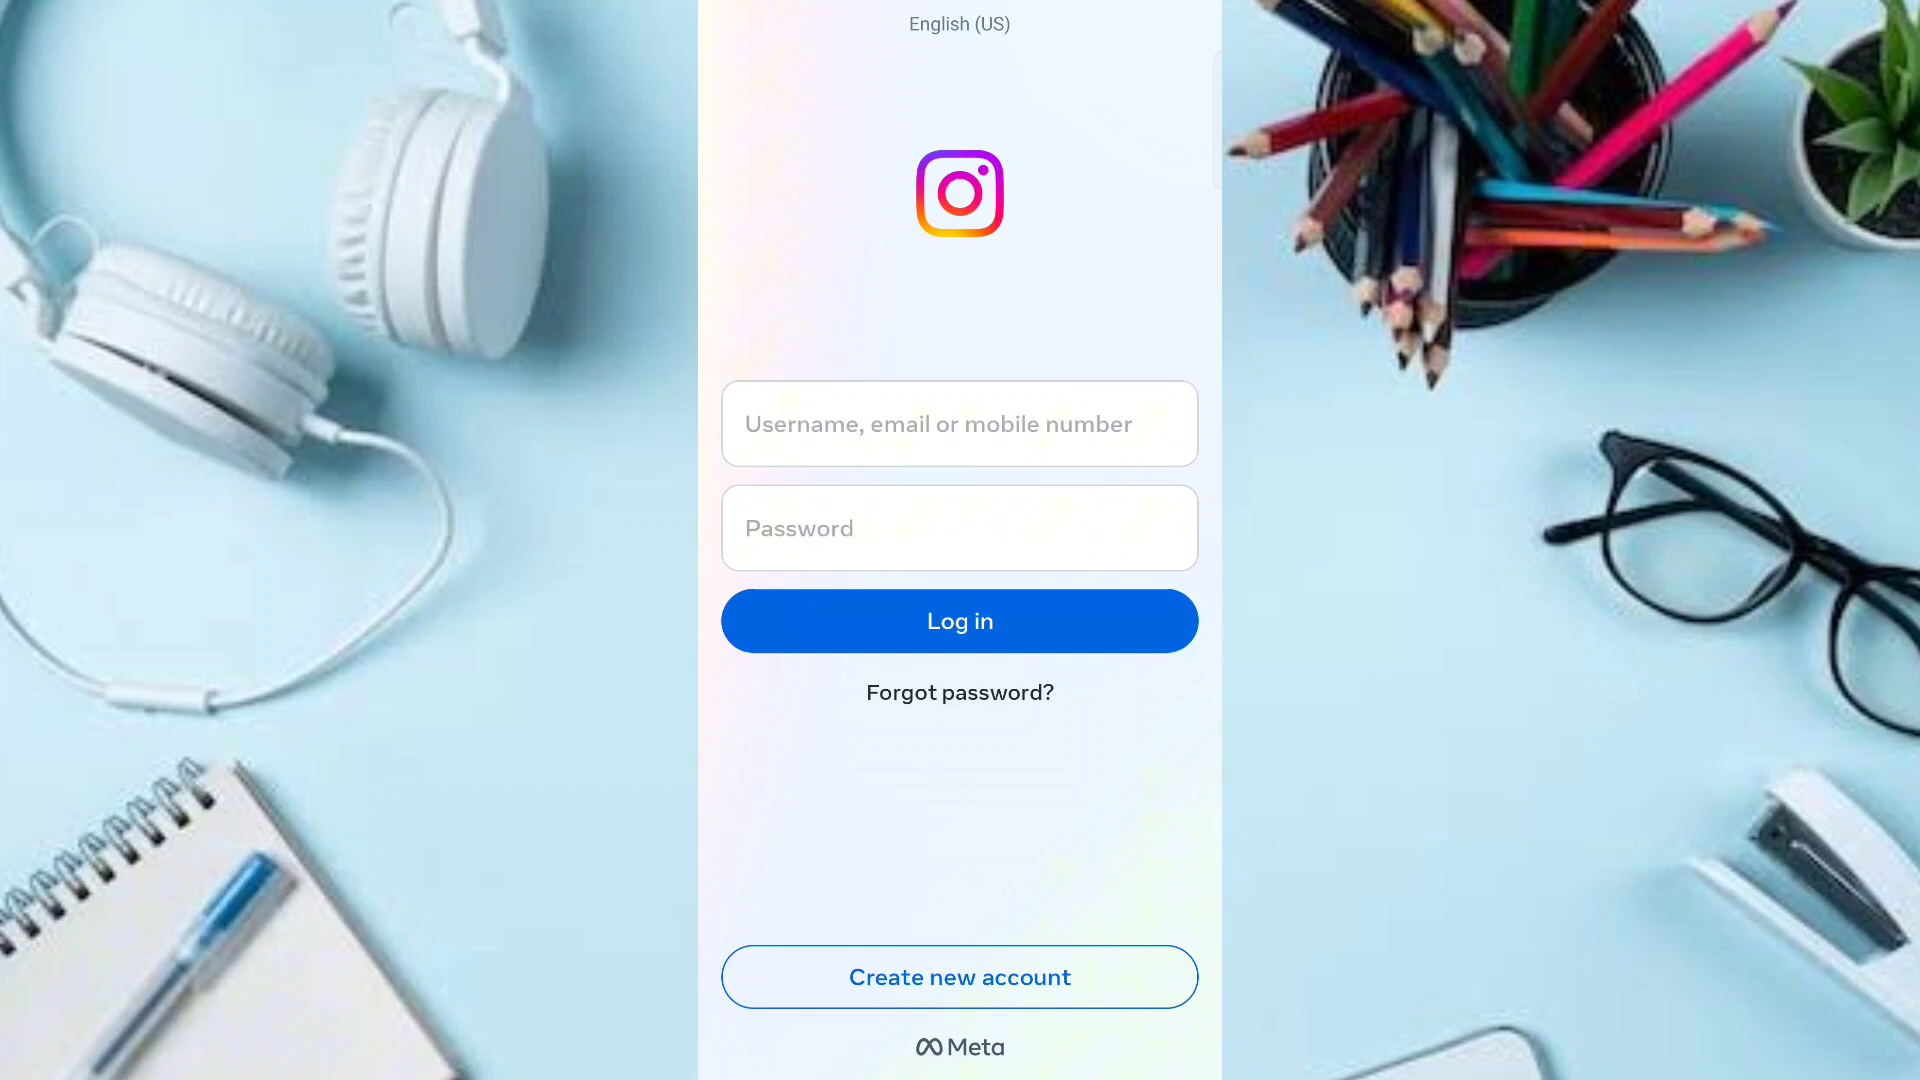 English (US)
Username, email or mobile number
Password
Log in
Forgot password?
Create new account
Meta